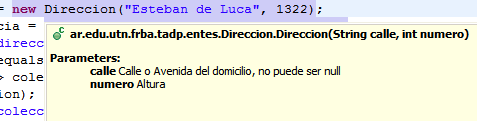 = new Direccion("Esteban de Luca", 1322);
cia =
direcc
equals
> cole
ion);
colecc
ar.edu.utn.frba.tadp.entes.Direccion.Direccion(String calle, int numero)
Parameters:
calle Calle o Avenida del domicilio, no puede ser null
numero Altura